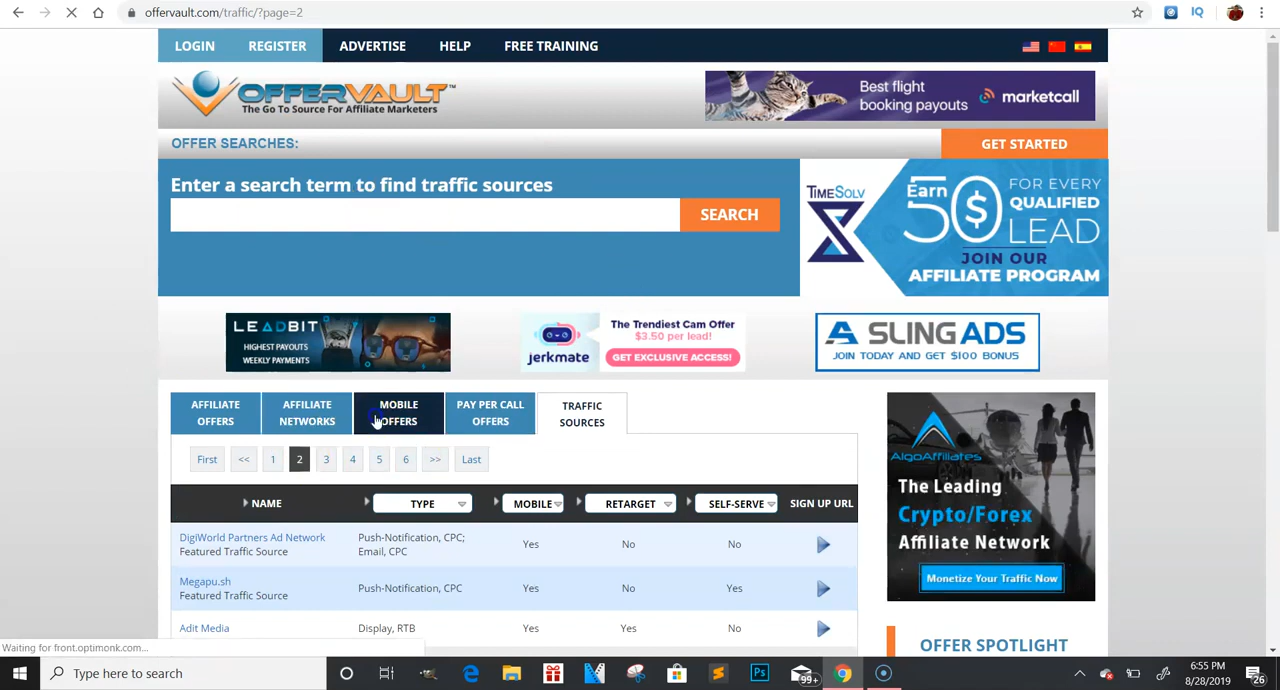 offervault.com/traffic/?page=2
LOGIN REGISTER ADVERTISE HELP FREE TRAINING
OFFERVAULT™
The Go To Source For Affiliate Marketers
Best flight
booking payouts
marketcall
OFFER SEARCHES:
GET STARTED
Enter a search term to find traffic sources
SEARCH
TIMESOLV
Earn
50
$
FOR EVERY
QUALIFIED
LEAD
JOIN OUR
AFFILIATE PROGRAM
LEADBIT
HIGHEST PAYOUTS
WEEKLY PAYMENTS
jerkmate
The Trendiest Cam Offer
$3.50 per lead!
GET EXCLUSIVE ACCESS!
SLINGADS
JOIN TODAY AND GET $100 BONUS
AFFILIATE
OFFERS
AFFILIATE
NETWORKS
MOBILE
OFFERS
PAY PER CALL
OFFERS
TRAFFIC
SOURCES
First << 1 2 3 4 5 6 >> Last
NAME TYPE MOBILE RETARGET SELF-SERVE SIGN UP URL
DigiWorld Partners Ad Network
Featured Traffic Source
Push-Notification, CPC;
Email, CPC
Yes No No
Megapu.sh
Featured Traffic Source
Push-Notification, CPC
Yes No Yes
Adit Media Display, RTB Yes Yes No
AlgoAffiliates
The Leading
Crypto/Forex
Affiliate Network
Monetize Your Traffic Now
OFFER SPOTLIGHT
Waiting for front.optimonk.com...
Type here to search
99+
6:55 PM
8/28/2019
26
IQ
Ps